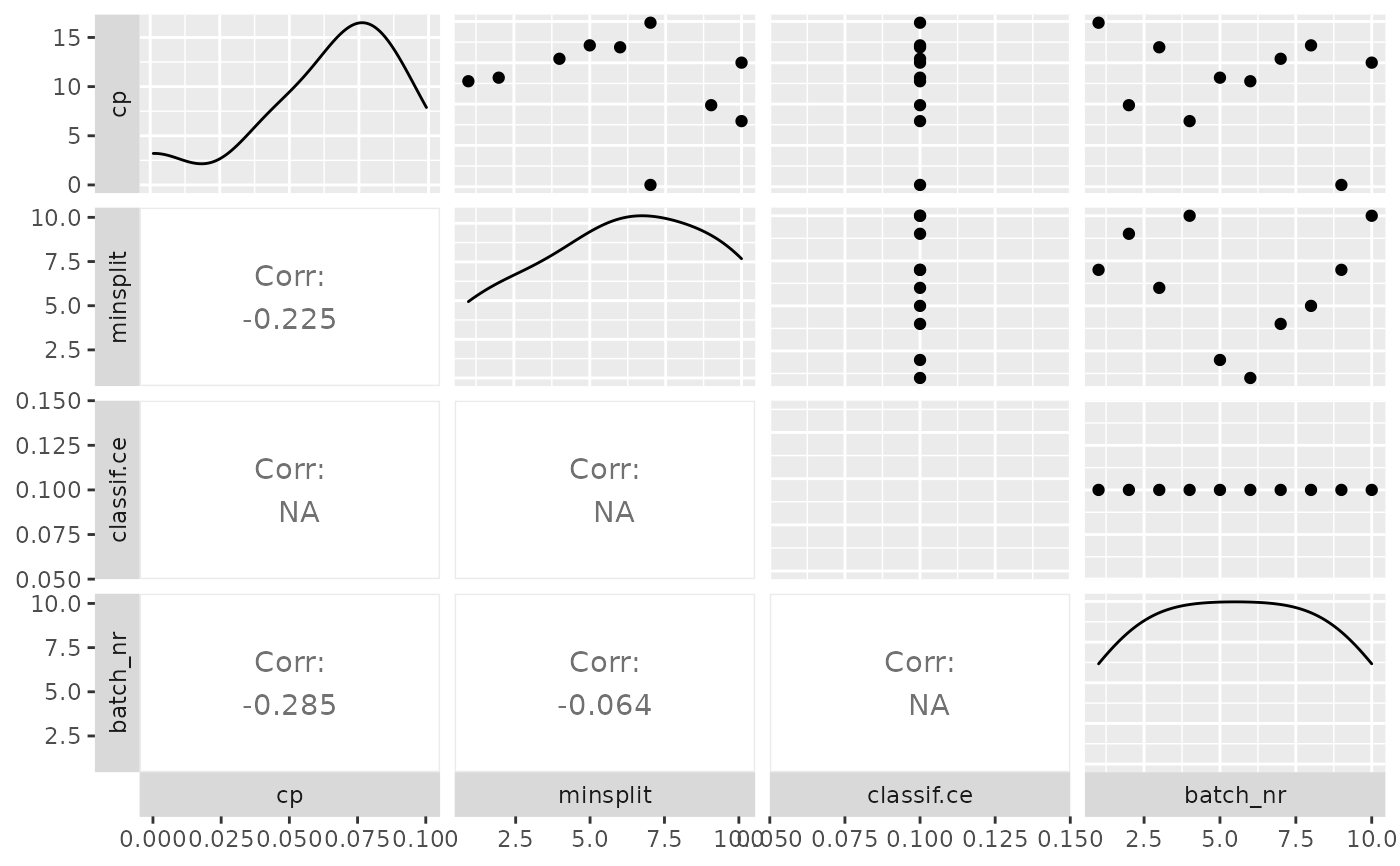 15
10
5
0
cp
10.0
7.5
5.0
2.5
minsplit
Corr:
-0.225
0.150
0.125
0.100
0.075
0.050
classif.ce
Corr:
NA
Corr:
NA
10.0
7.5
5.0
2.5
batch_nr
Corr:
-0.285
Corr:
-0.064
Corr:
NA
cp minsplit classif.ce batch_nr
0.000 0.025 0.050 0.075 0.100 2.5 5.0 7.5 10.0 0.050 0.075 0.100 0.125 0.150 2.5 5.0 7.5 10.0